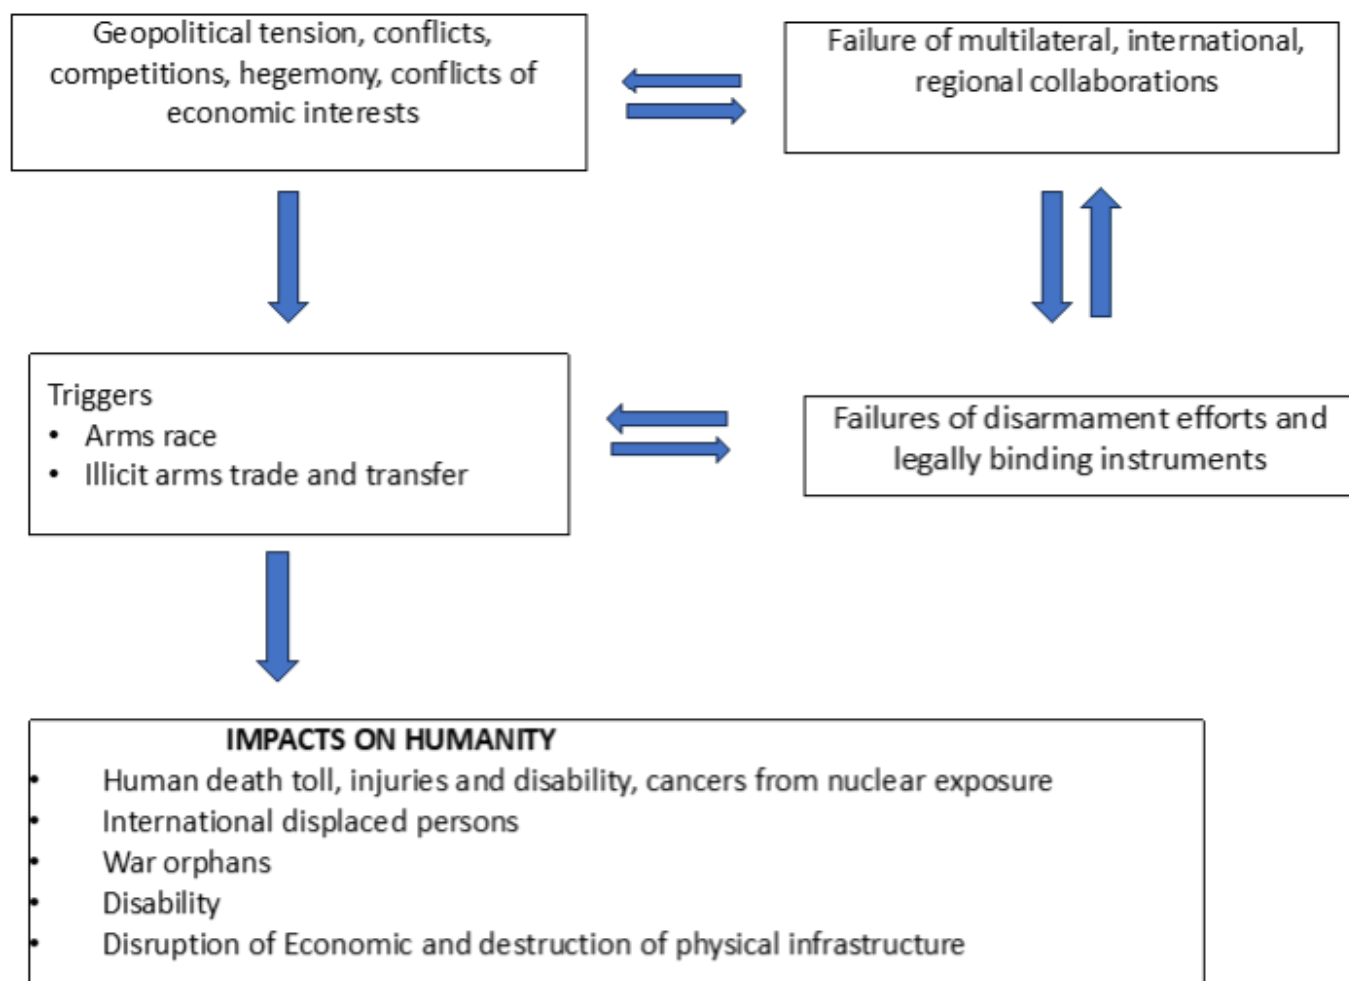 Geopolitical tension, conflicts,
competitions, hegemony, conflicts of
economic interests
Failure of multilateral, international,
regional collaborations
Triggers
• Arms race
• Illicit arms trade and transfer
Failures of disarmament efforts and
legally binding instruments
IMPACTS ON HUMANITY
• Human death toll, injuries and disability, cancers from nuclear exposure
• International displaced persons
• War orphans
• Disability
• Disruption of Economic and destruction of physical infrastructure